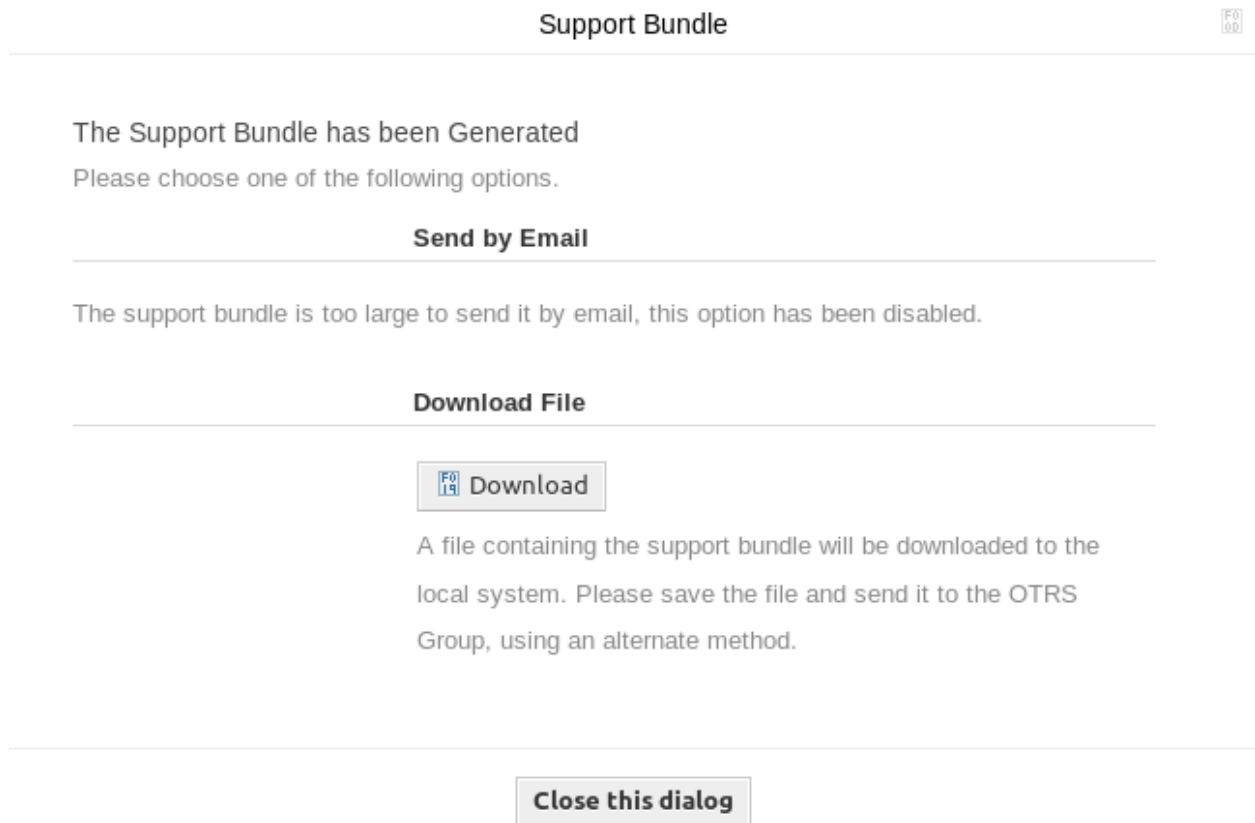 Support Bundle
The Support Bundle has been Generated
Please choose one of the following options.
Send by Email
The support bundle is too large to send it by email, this option has been disabled.
Download File
Download
A file containing the support bundle will be downloaded to the
local system. Please save the file and send it to the OTRS
Group, using an alternate method.
Close this dialog